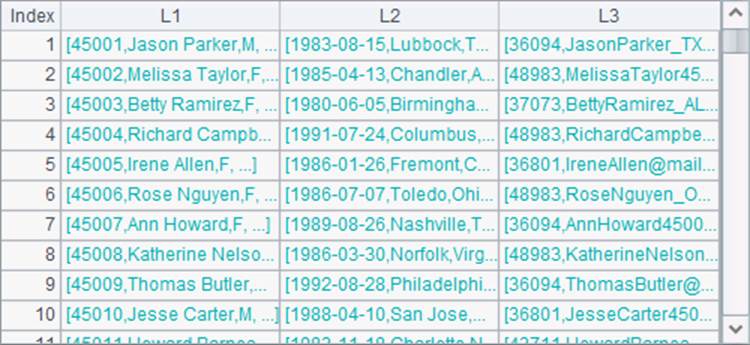 Index L1 L2 L3
1 [45001,Jason Parker,M, ... [1983-08-15,Lubbock,T... [36094,JasonParker_TX...
2 [45002,Melissa Taylor,F,... [1985-04-13,Chandler,A... [48983,MelissaTaylor45...
3 [45003,Betty Ramirez,F, ... [1980-06-05,Birmingha... [37073,BettyRamirez_AL...
4 [45004,Richard Campb... [1991-07-24,Columbus,... [48983,RichardCampbe...
5 [45005,Irene Allen,F, ...] [1986-01-26,Fremont,C... [36801,IreneAllen@mail...
6 [45006,Rose Nguyen,F, ... [1986-07-07,Toledo,Ohi... [48983,RoseNguyen_O...
7 [45007,Ann Howard,F, ...] [1989-08-26,Nashville,T... [36094,AnnHoward4500...
8 [45008,Katherine Nelso... [1986-03-30,Norfolk,Virg... [48983,KatherineNelson...
9 [45009,Thomas Butler,... [1992-08-28,Philadelphi... [36094,ThomasButler@...
10 [45010,Jesse Carter,M, ...] [1988-04-10,San Jose,... [36801,JesseCarter450...